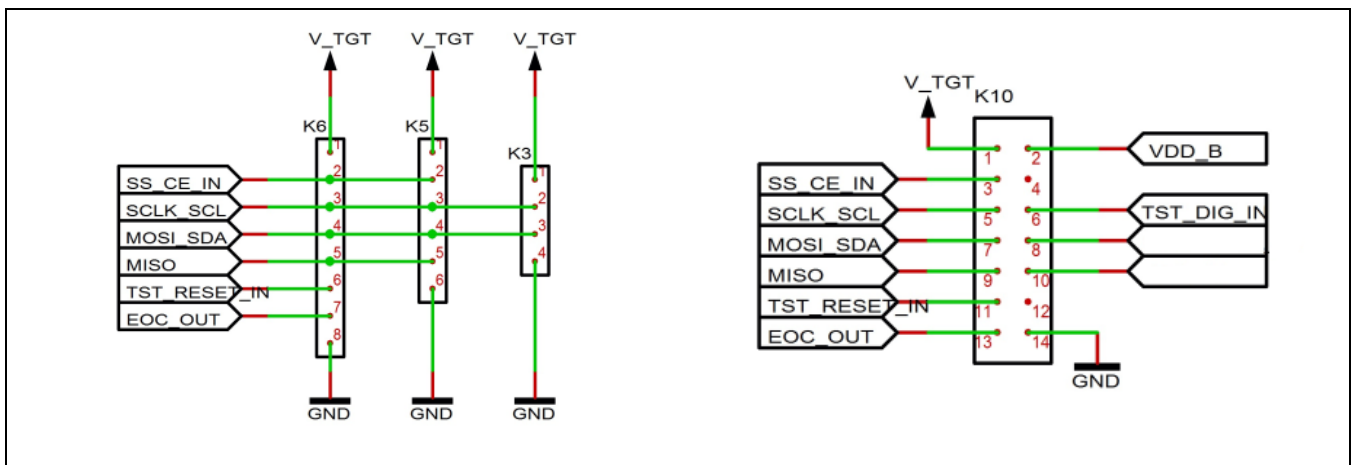 V_TGT V_TGT V_TGT
K6 K5 K3
1 1 1
SS_CE_IN 2 2
SCLK_SCL 3 3 2
MOSI_SDA 4 4 3
MISO 5 5 4
TST_RESET_IN 6 6
EOC_OUT 7
8
GND GND GND
V_TGT K10
1 2 VDD_B
SS_CE_IN 3 4
SCLK_SCL 5 6 TST_DIG_IN
MOSI_SDA 7 8
MISO 9 10
TST_RESET_IN 11 12
EOC_OUT 13 14
GND